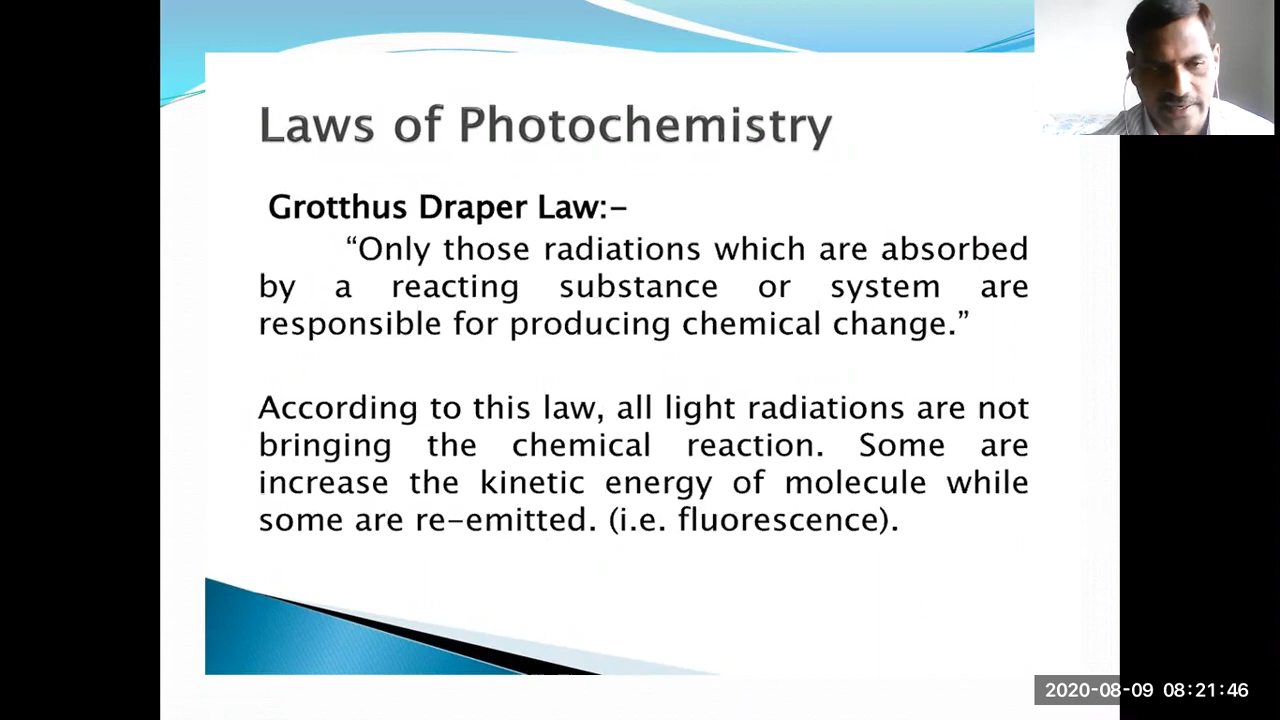 Laws of Photochemistry
Grotthus Draper Law:-
“Only those radiations which are absorbed
by a reacting substance or system are
responsible for producing chemical change.”
According to this law, all light radiations are not
bringing the chemical reaction. Some are
increase the kinetic energy of molecule while
some are re-emitted. (i.e. fluorescence).
2020-08-09 08:21:46